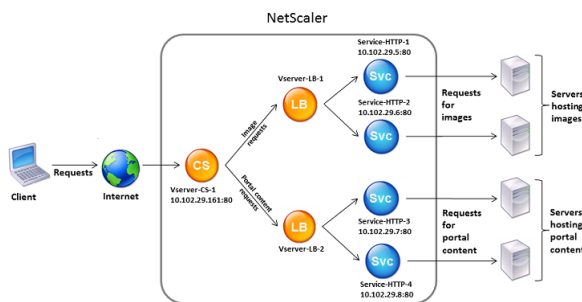 NetScaler
Service-HTTP-1
10.102.29.5:80
Svc
Vserver-LB-1
LB
Service-HTTP-2
10.102.29.6:80
Svc
Requests
for
images
Servers
hosting
images
Image
requests
Client
Requests
Internet
CS
Vserver-CS-1
10.102.29.161:80
Portal content
requests
LB
Vserver-LB-2
Svc
Service-HTTP-3
10.102.29.7:80
Svc
Service-HTTP-4
10.102.29.8:80
Requests
for
portal
content
Servers
hosting
portal
content